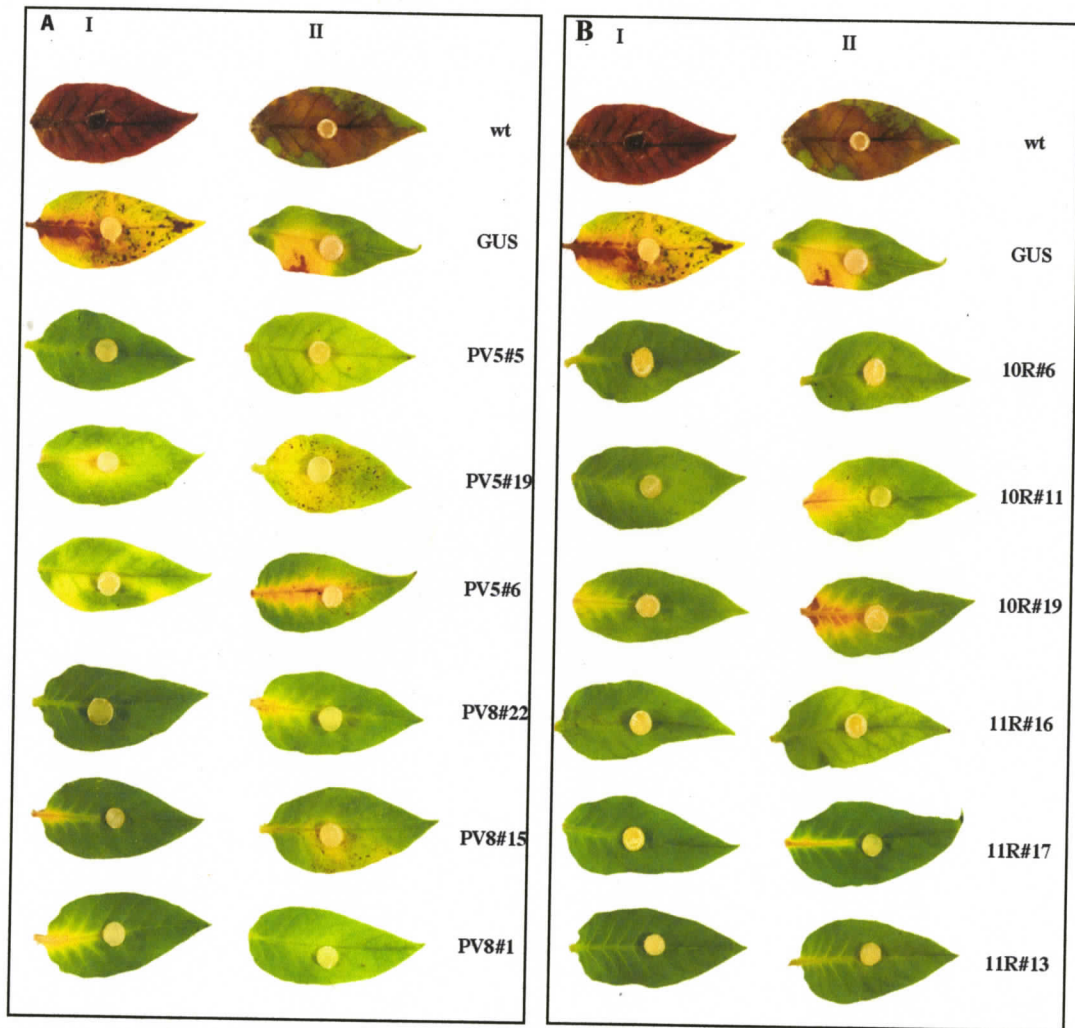 A I II
wt
GUS
PV5#5
PV5#19
PV5#6
PV8#22
PV8#15
PV8#1
B I II
wt
GUS
10R#6
10R#11
10R#19
11R#16
11R#17
11R#13